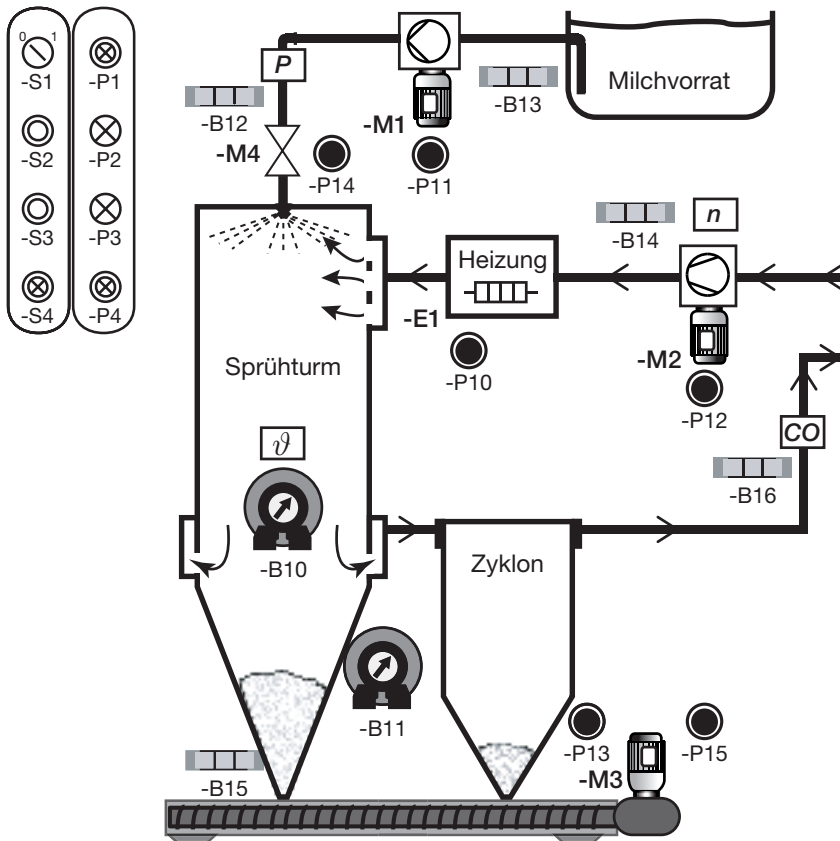 0 1
-S1
-P1
-S2
-P2
-S3
-P3
-S4
-P4
P
-B12
-M4
-P14
-M1
-P11
-B13
Milchvorrat
n
-B14
Heizung
-E1
-P10
-M2
-P12
Sprühturm
CO
-B16
ϑ
-B10
Zyklon
-B11
-B15
-P13
-P15
-M3